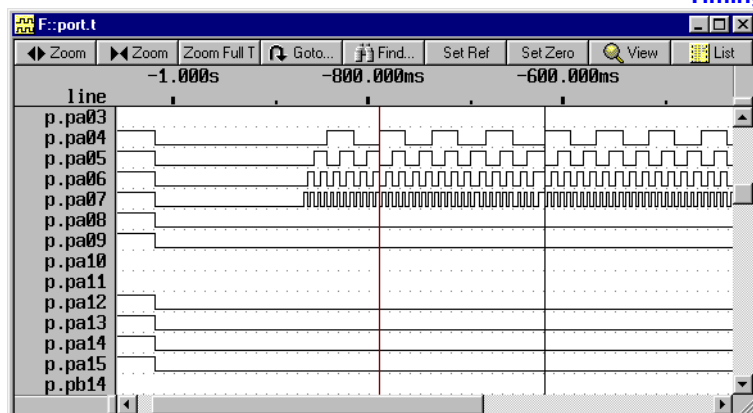 F::port.t
Zoom Zoom Zoom Full T Goto... Find... Set Ref Set Zero View List
-1.000s -800.000ms -600.000ms
line
p.pa03
p.pa04
p.pa05
p.pa06
p.pa07
p.pa08
p.pa09
p.pa10
p.pa11
p.pa12
p.pa13
p.pa14
p.pa15
p.pb14